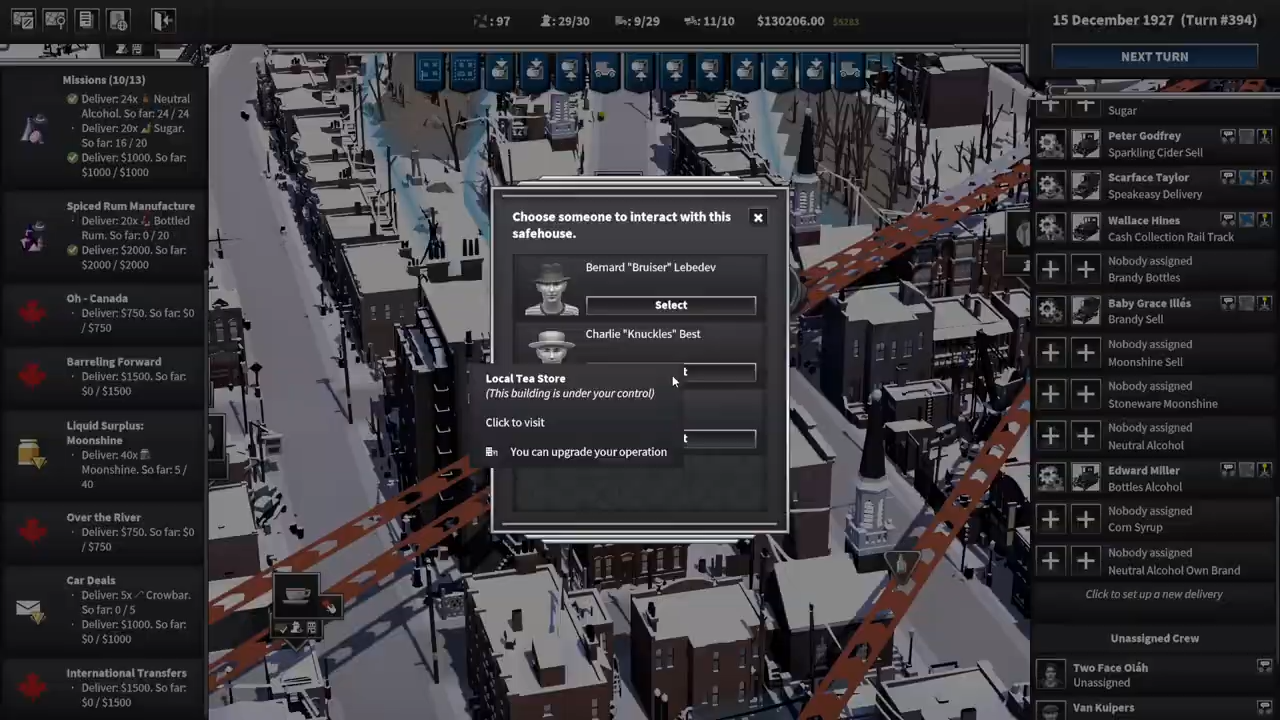 : 97
: 29/30
: 9/29
: 11/10
$130206.00
$5283
15 December 1927 (Turn #394)
NEXT TURN
Missions (10/13)
Deliver: 24x Neutral
Alcohol. So far: 24 / 24
Deliver: 20x Sugar.
So far: 16 / 20
Deliver: $1000. So far:
$1000 / $1000
Spiced Rum Manufacture
Deliver: 20x Bottled
Rum. So far: 0 / 20
Deliver: $2000. So far:
$2000 / $2000
Oh - Canada
Deliver: $750. So far: $0
/ $750
Barreling Forward
Deliver: $1500. So far:
$0 / $1500
Liquid Surplus:
Moonshine
Deliver: 40x
Moonshine. So far: 5 /
40
Over the River
Deliver: $750. So far: $0
/ $750
Car Deals
Deliver: 5x Crowbar.
So far: 0 / 5
Deliver: $1000. So far:
$0 / $1000
International Transfers
Deliver: $1500. So far:
$0 / $1500
Choose someone to interact with this
safehouse.
Bernard "Bruiser" Lebedev
Select
Charlie "Knuckles" Best
t
Local Tea Store
(This building is under your control)
Click to visit
t
You can upgrade your operation
Sugar
Peter Godfrey
Sparkling Cider Sell
Scarface Taylor
Speakeasy Delivery
Wallace Hines
Cash Collection Rail Track
Nobody assigned
Brandy Bottles
Baby Grace Illés
Brandy Sell
Nobody assigned
Moonshine Sell
Nobody assigned
Stoneware Moonshine
Nobody assigned
Neutral Alcohol
Edward Miller
Bottles Alcohol
Nobody assigned
Corn Syrup
Nobody assigned
Neutral Alcohol Own Brand
Click to set up a new delivery
Unassigned Crew
Two Face Oláh
Unassigned
Van Kuipers